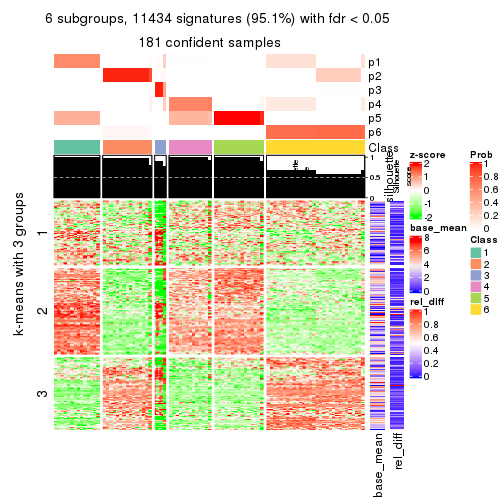 6 subgroups, 11434 signatures (95.1%) with fdr < 0.05
181 confident samples
p1
p2
p3
p4
p5
p6
Class
1
0.5
0
silhouette
Silhouette
score
k-means with 3 groups
1
2
3
base_mean
rel_diff
z-score
2
1
0
-1
-2
base_mean
8
6
4
2
0
rel_diff
1
0.8
0.6
0.4
0.2
0
Prob
1
0.8
0.6
0.4
0.2
0
Class
1
2
3
4
5
6